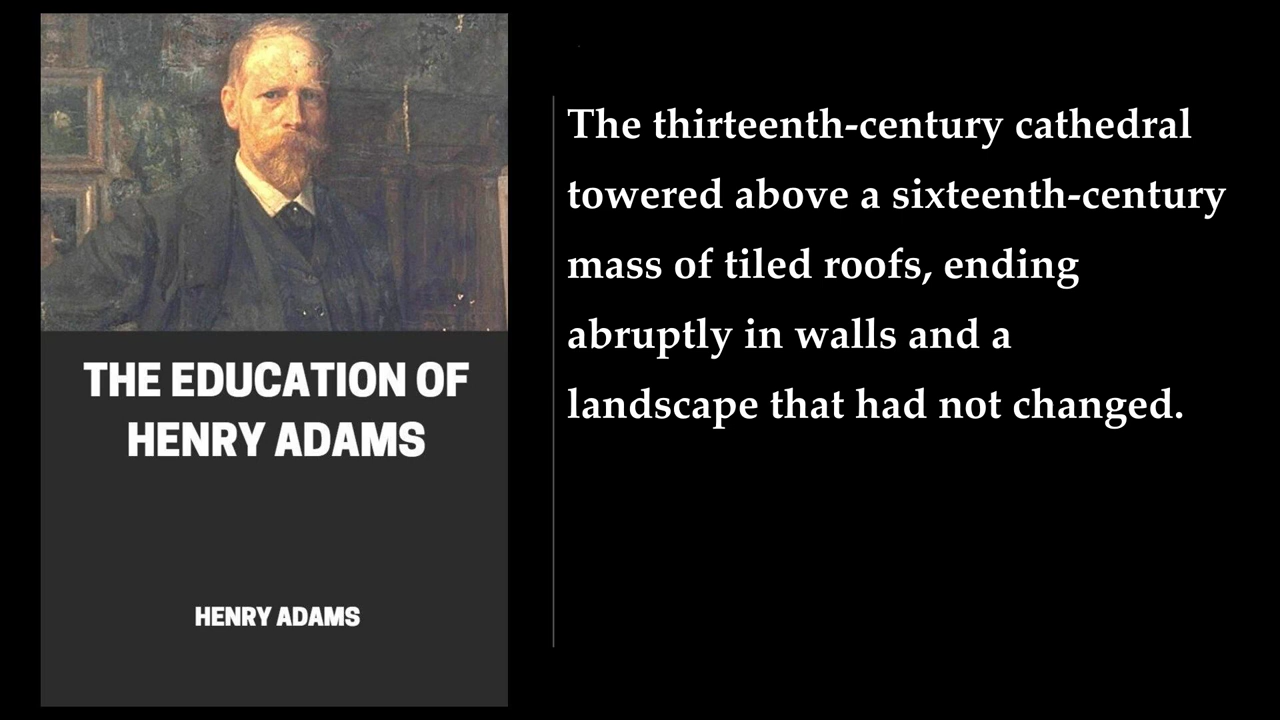 THE EDUCATION OF
HENRY ADAMS
HENRY ADAMS
The thirteenth-century cathedral
towered above a sixteenth-century
mass of tiled roofs, ending
abruptly in walls and a
landscape that had not changed.